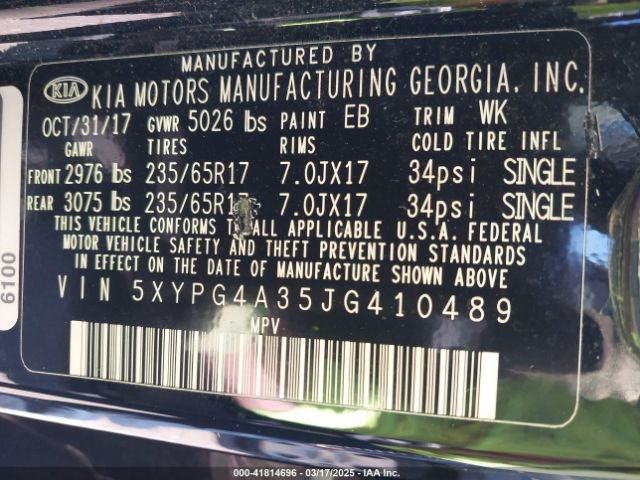 MANUFACTURED BY
KIA KIA MOTORS MANUFACTURING GEORGIA, INC.
OCT/31/17 GVWR 5026 lbs PAINT EB TRIM WK
GAWR TIRES RIMS COLD TIRE INFL
FRONT 2976 lbs 235/65R17 7.0JX17 34psi SINGLE
REAR 3075 lbs 235/65R17 7.0JX17 34psi SINGLE
THIS VEHICLE CONFORMS TO ALL APPLICABLE U.S.A. FEDERAL
MOTOR VEHICLE SAFETY AND THEFT PREVENTION STANDARDS
IN EFFECT ON THE DATE OF MANUFACTURE SHOWN ABOVE
VIN 5XYPG4A35JG410489
MPV
6100
000-41814696 — 03/17/2025 — IAA Inc.